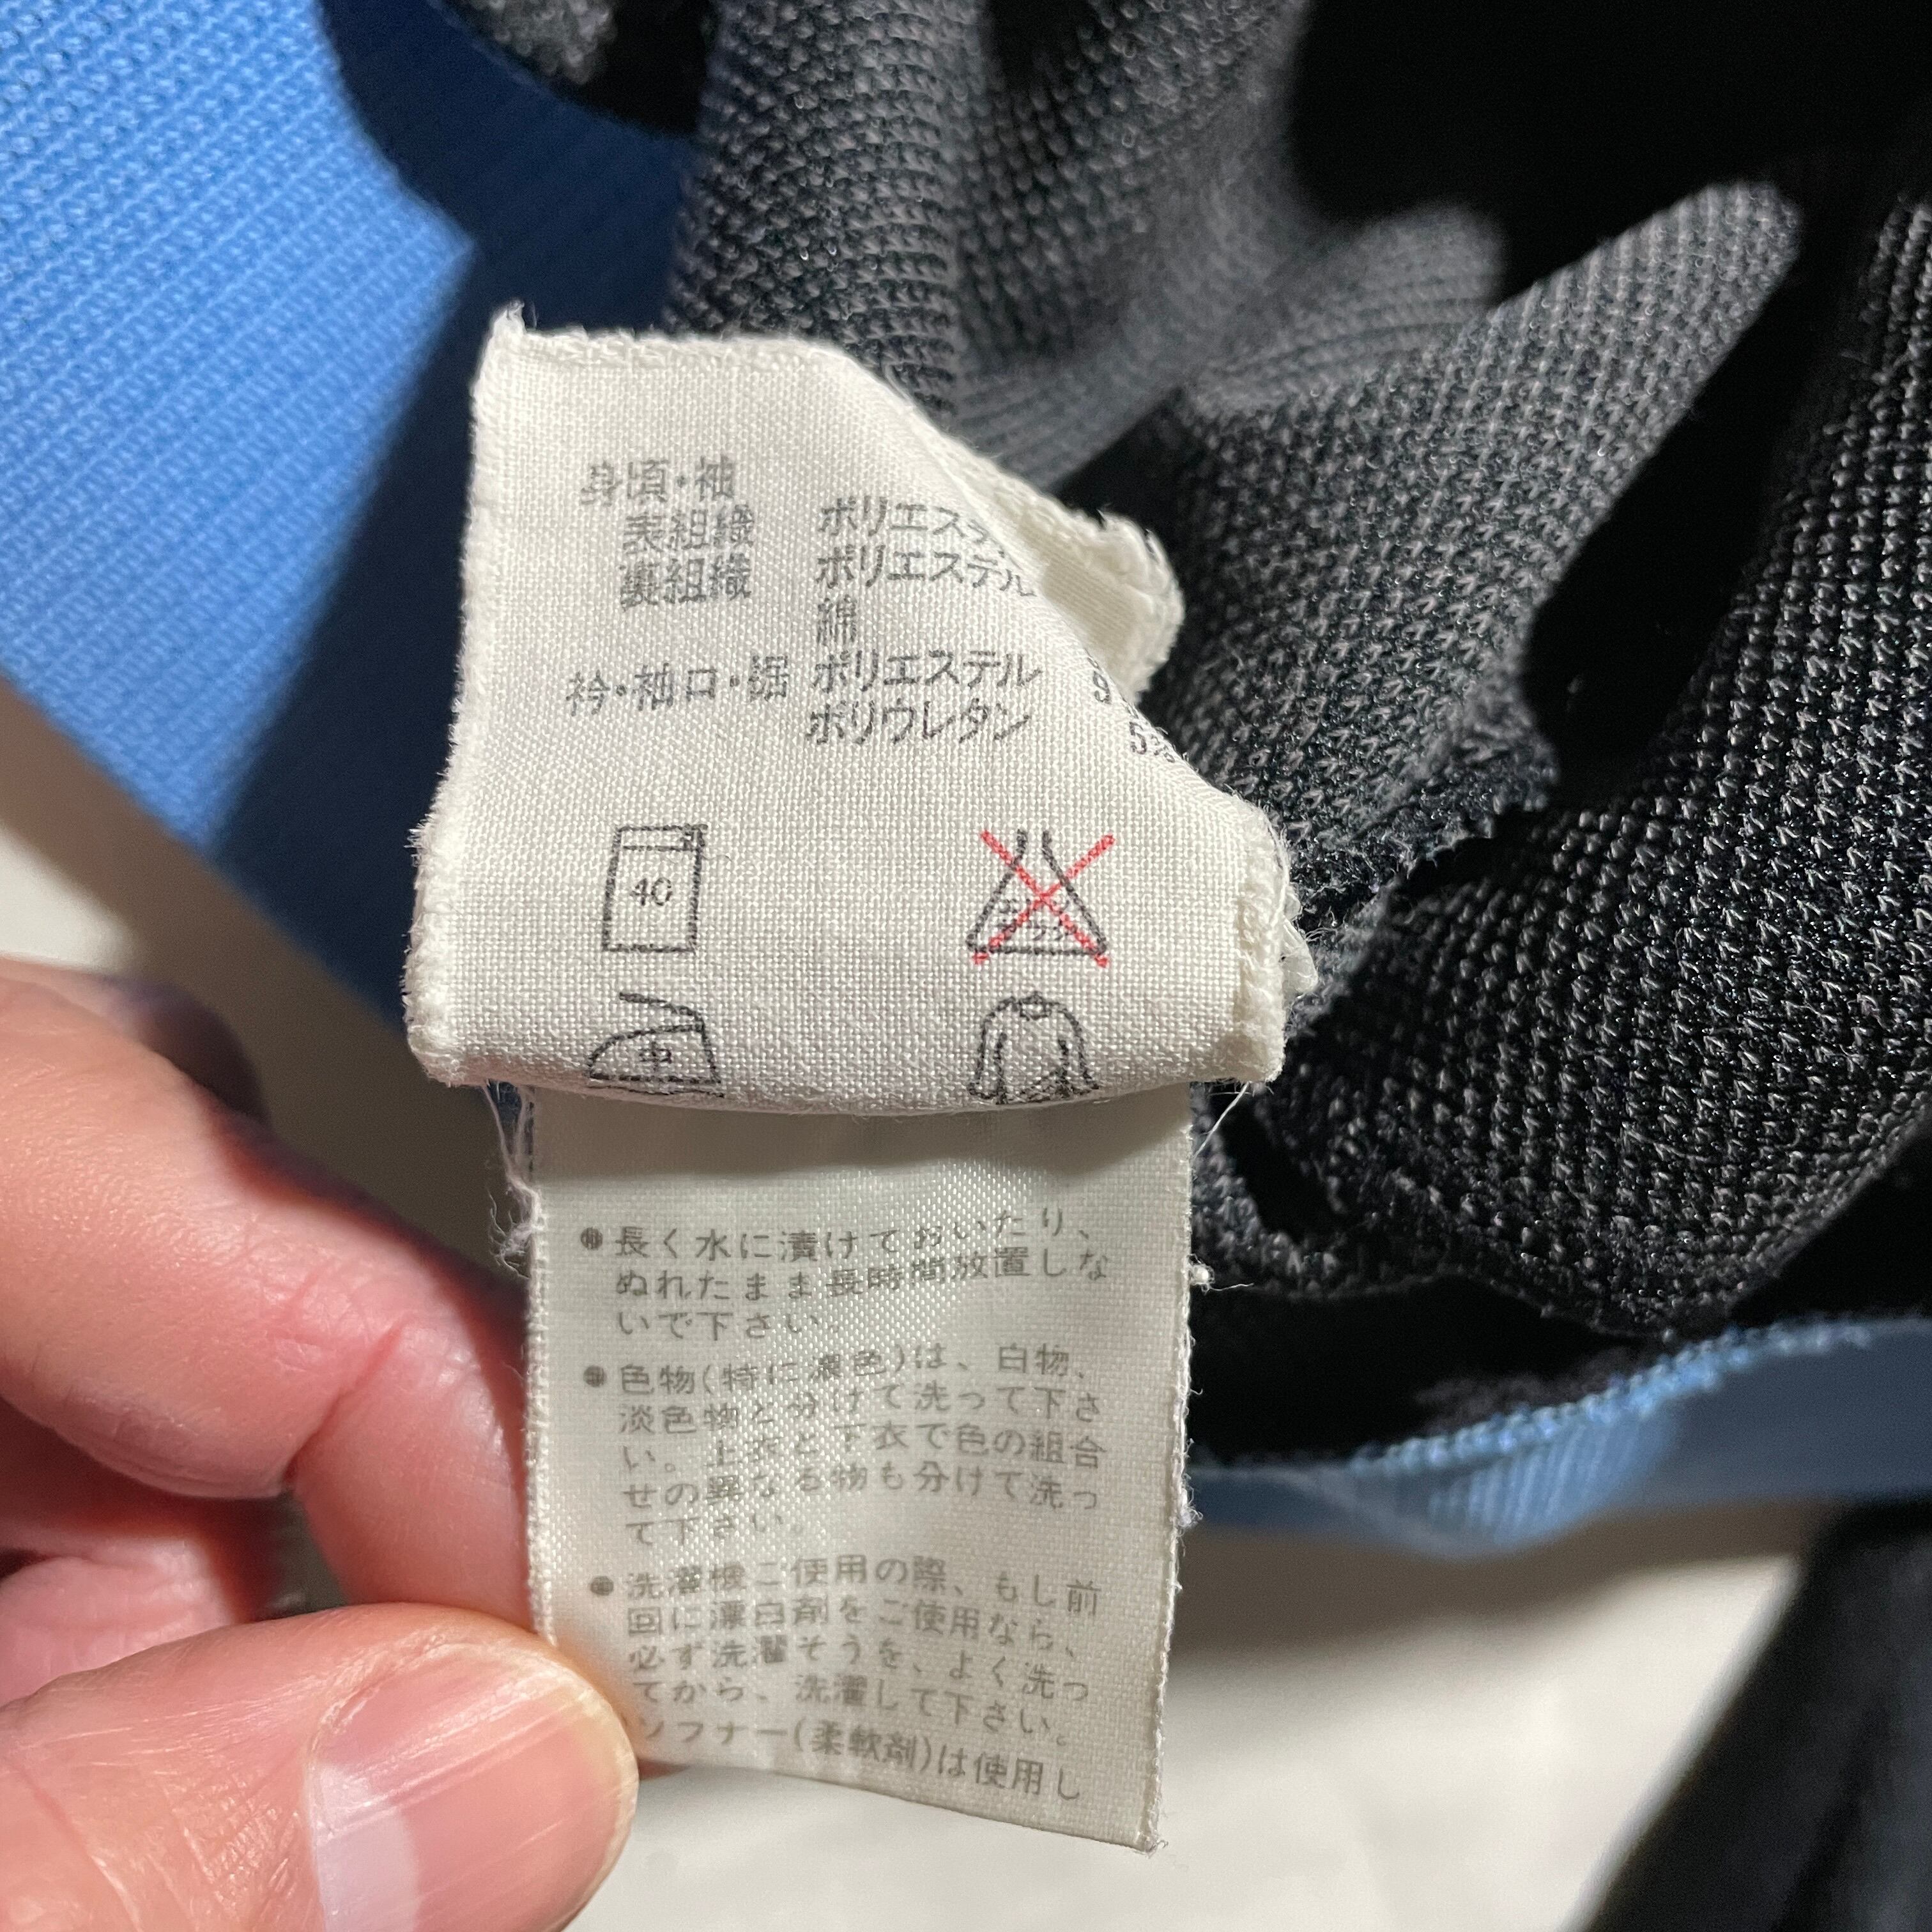 身頃・袖
表組織 ポリエステ
裏組織 ポリエステル
綿
衿・袖口・裾 ポリエステル 9
ポリウレタン 5%
40
中
●長く水に漬けておいたり、
ぬれたまま長時間放置しな
いで下さい。
●色物(特に濃色)は、白物、
淡色物と分けて洗って下さ
い。上衣と下衣で色の組合
せの異なる物も分けて洗っ
て下さい。
●洗濯機ご使用の際、もし前
回に漂白剤をご使用なら、
必ず洗濯そうを、よく洗っ
てから、洗濯して下さい。
ソフナー(柔軟剤)は使用し